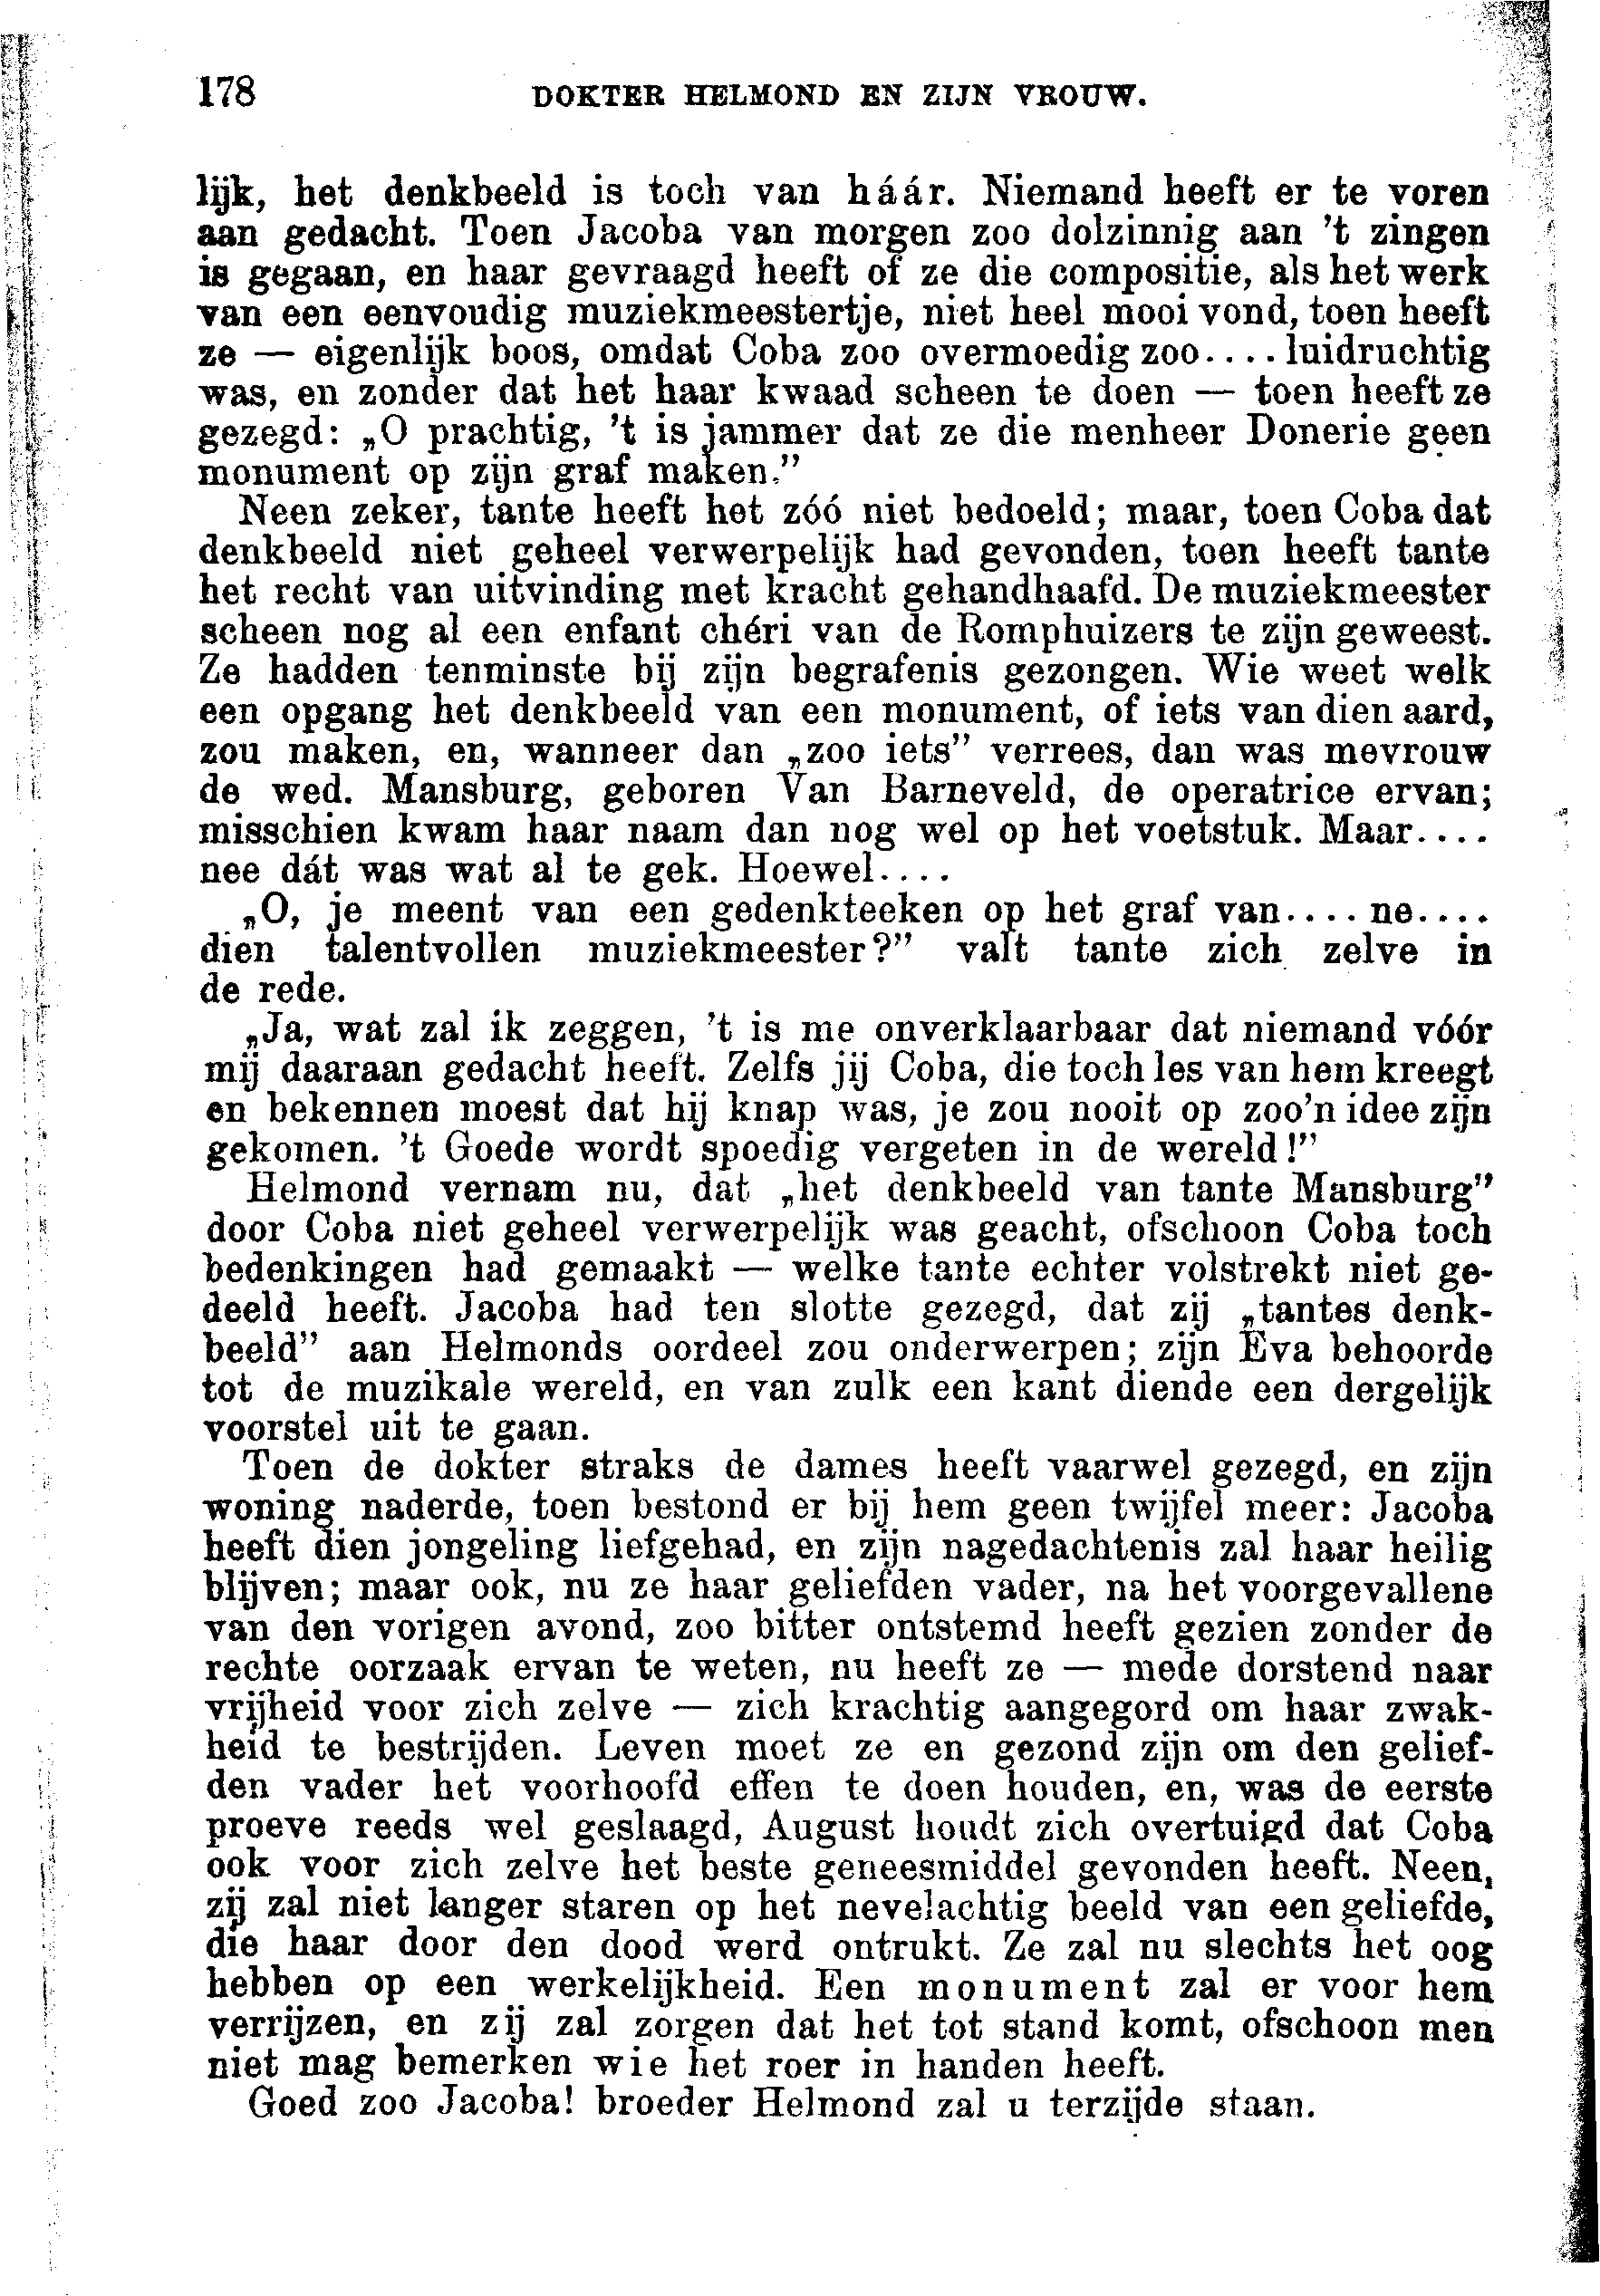 178 DOKTER HELMOND EN ZIJN VROUW.
lijk, het denkbeeld is toch van háár. Niemand heeft er te voren
aan gedacht. Toen Jacoba van morgen zoo dolzinnig aan 't zingen
is gegaan, en haar gevraagd heeft of ze die compositie, als het werk
van een eenvoudig muziekmeestertje, niet heel mooi vond, toen heeft
ze — eigenlijk boos, omdat Coba zoo overmoedig zoo.... luidruchtig
was, en zonder dat het haar kwaad scheen te doen — toen heeft ze
gezegd: „O prachtig, 't is jammer dat ze die menheer Donerie geen
monument op zijn graf maken."
Neen zeker, tante heeft het zóó niet bedoeld; maar, toen Coba dat
denkbeeld niet geheel verwerpelijk had gevonden, toen heeft tante
het recht van uitvinding met kracht gehandhaafd. De muziekmeester
scheen nog al een enfant chéri van de Romphuizers te zijn geweest.
Ze hadden tenminste bij zijn begrafenis gezongen. Wie weet welk
een opgang het denkbeeld van een monument, of iets van dien aard,
zou maken, en, wanneer dan „zoo iets" verrees, dan was mevrouw
de wed. Mansburg, geboren Van Barneveld, de operatrice ervan;
misschien kwam haar naam dan nog wel op het voetstuk. Maar....
nee dát was wat al te gek. Hoewel....
„O, je meent van een gedenkteeken op het graf van.... ne....
dien talentvollen muziekmeester?" valt tante zich zelve in
de rede.
„Ja, wat zal ik zeggen, 't is me onverklaarbaar dat niemand vóór
mij daaraan gedacht heeft. Zelfs jij Coba, die toch les van hem kreegt
en bekennen moest dat hij knap was, je zou nooit op zoo'n idee zijn
gekomen. 't Goede wordt spoedig vergeten in de wereld!"
Helmond vernam nu, dat „het denkbeeld van tante Mansburg"
door Coba niet geheel verwerpelijk was geacht, ofschoon Coba toch
bedenkingen had gemaakt — welke tante echter volstrekt niet ge-
deeld heeft. Jacoba had ten slotte gezegd, dat zij „tantes denk-
beeld" aan Helmonds oordeel zou onderwerpen; zijn Eva behoorde
tot de muzikale wereld, en van zulk een kant diende een dergelijk
voorstel uit te gaan.
Toen de dokter straks de dames heeft vaarwel gezegd, en zijn
woning naderde, toen bestond er bij hem geen twijfel meer: Jacoba
heeft dien jongeling liefgehad, en zijn nagedachtenis zal haar heilig
blijven; maar ook, nu ze haar geliefden vader, na het voorgevallene
van den vorigen avond, zoo bitter ontstemd heeft gezien zonder de
rechte oorzaak ervan te weten, nu heeft ze — mede dorstend naar
vrijheid voor zich zelve — zich krachtig aangegord om haar zwak-
heid te bestrijden. Leven moet ze en gezond zijn om den gelief-
den vader het voorhoofd effen te doen houden, en, was de eerste
proeve reeds wel geslaagd, August houdt zich overtuigd dat Coba
ook voor zich zelve het beste geneesmiddel gevonden heeft. Neen,
zij zal niet langer staren op het nevelachtig beeld van een geliefde,
die haar door den dood werd ontrukt. Ze zal nu slechts het oog
hebben op een werkelijkheid. Een monument zal er voor hem
verrijzen, en zij zal zorgen dat het tot stand komt, ofschoon men
niet mag bemerken wie het roer in handen heeft.
Goed zoo Jacoba! broeder Helmond zal u terzijde staan.